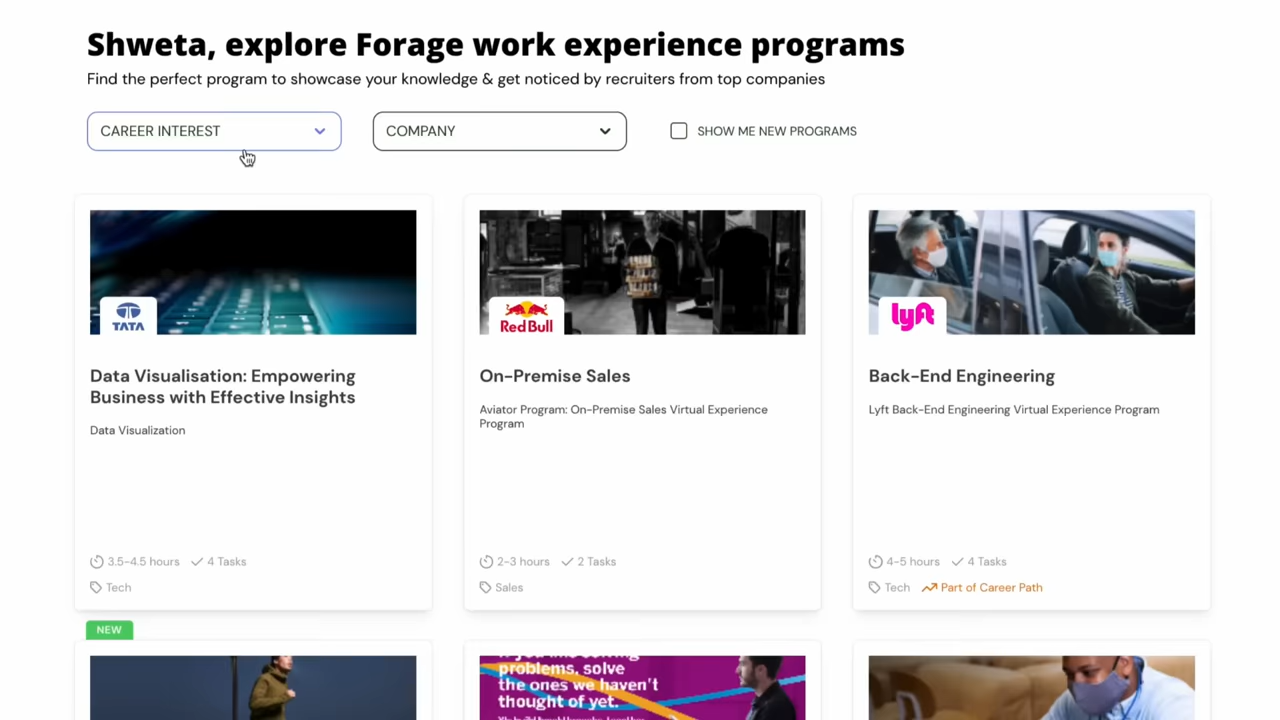 Shweta, explore Forage work experience programs
Find the perfect program to showcase your knowledge & get noticed by recruiters from top companies
CAREER INTEREST
COMPANY
SHOW ME NEW PROGRAMS
TATA
Red Bull
lyft
Data Visualisation: Empowering
Business with Effective Insights
Data Visualization
3.5-4.5 hours
4 Tasks
Tech
On-Premise Sales
Aviator Program: On-Premise Sales Virtual Experience
Program
2-3 hours
2 Tasks
Sales
Back-End Engineering
Lyft Back-End Engineering Virtual Experience Program
4-5 hours
4 Tasks
Tech
Part of Career Path
NEW
problems, solve
the ones we haven't
thought of yet.